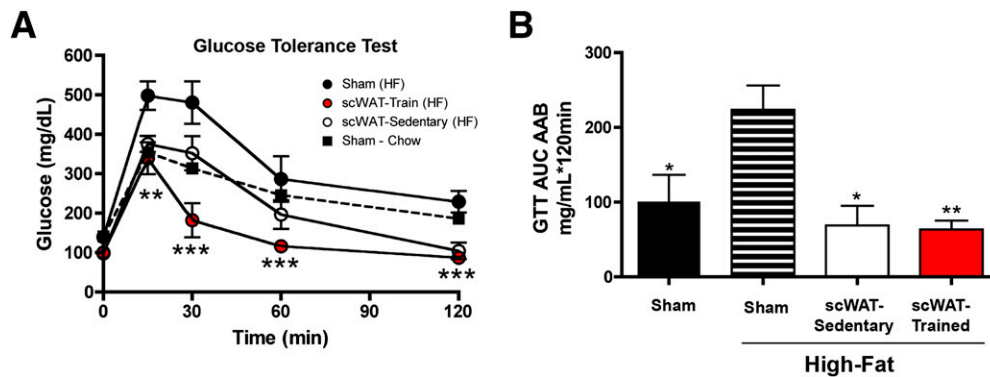 A
Glucose Tolerance Test
Glucose (mg/dL)
600
500
400
300
200
100
0
Sham (HF)
scWAT-Train (HF)
scWAT-Sedentary (HF)
Sham - Chow
**
***
***
***
0
30
60
90
120
Time (min)
B
GTT AUC AAB
mg/mL*120min
300
200
100
0
*
*
**
Sham
Sham
scWAT-
Sedentary
scWAT-
Trained
High-Fat